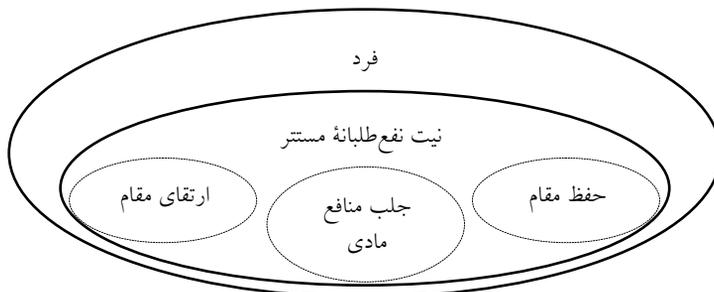 فرد
نیت نفع‌طلبانهٔ مستتر
حفظ مقام
جلب منافع
مادی
ارتقای مقام